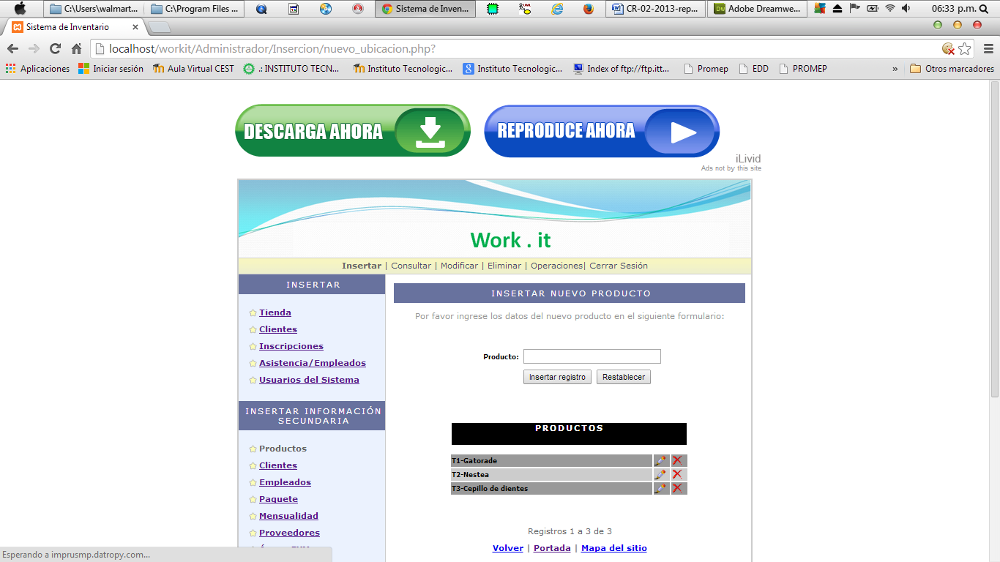 C:\Users\walmart... C:\Program Files ... Sistema de Inven... CR-02-2013-rep... Adobe Dreamwe... 06:33 p.m.
Sistema de Inventario
localhost/workit/Administrador/Insercion/nuevo_ubicacion.php?
Aplicaciones Iniciar sesión Aula Virtual CEST .: INSTITUTO TECN... Instituto Tecnologic... Instituto Tecnologic... Index of ftp://ftp.itt... Promep EDD PROMEP » Otros marcadores
DESCARGA AHORA REPRODUCE AHORA
iLivid
Ads not by this site
Work . it
Insertar | Consultar | Modificar | Eliminar | Operaciones| Cerrar Sesión
INSERTAR
Tienda
Clientes
Inscripciones
Asistencia/Empleados
Usuarios del Sistema
INSERTAR INFORMACIÓN
SECUNDARIA
Productos
Clientes
Empleados
Paquete
Mensualidad
Proveedores
INSERTAR NUEVO PRODUCTO
Por favor ingrese los datos del nuevo producto en el siguiente formulario:
Producto:
Insertar registro Restablecer
PRODUCTOS
T1-Gatorade
T2-Nestea
T3-Cepillo de dientes
Registros 1 a 3 de 3
Volver | Portada | Mapa del sitio
Esperando a imprusmp.datropy.com...